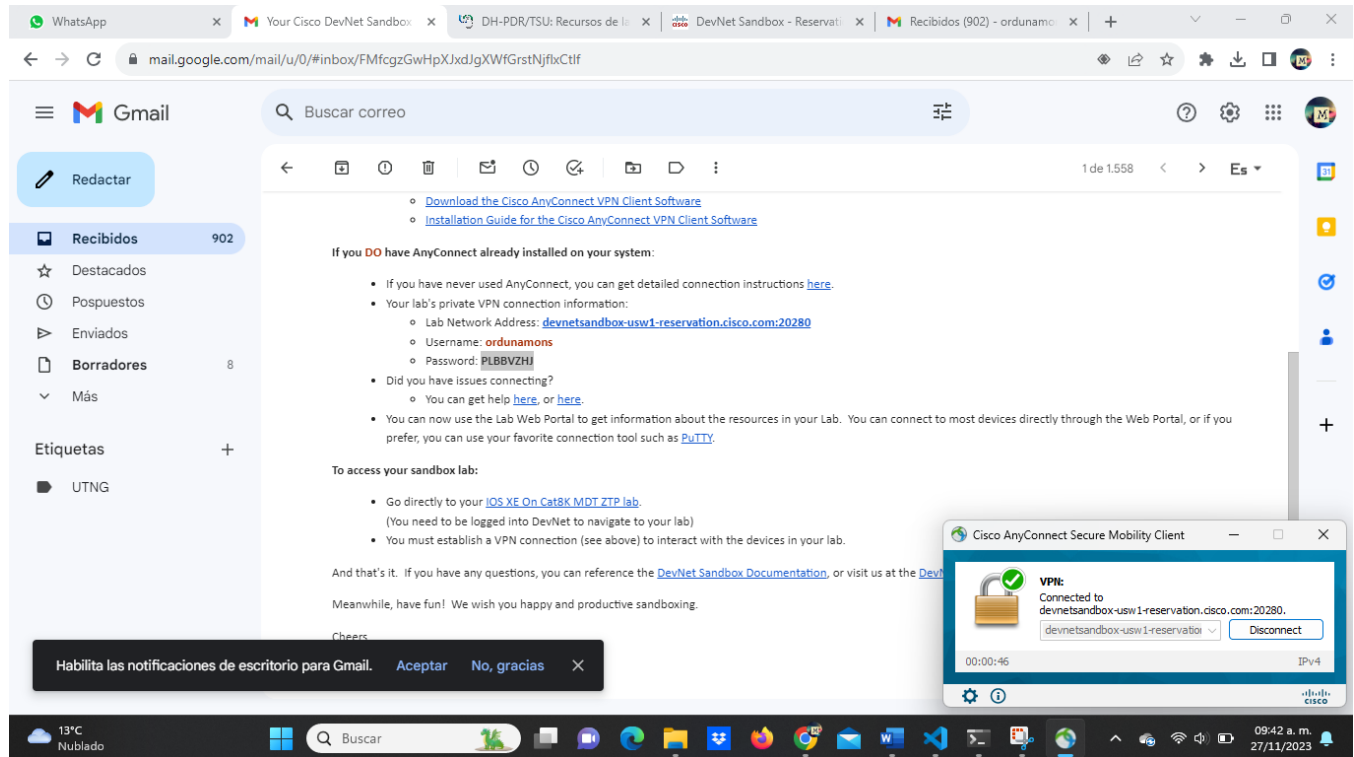 WhatsApp
Your Cisco DevNet Sandbox
DH-PDR/TSU: Recursos de la
DevNet Sandbox - Reservati
Recibidos (902) - ordunamo
mail.google.com/mail/u/0/#inbox/FMfcgzGwHpXJxdJgXWfGrstNjflxCtlf
Gmail
Buscar correo
Redactar
1 de 1.558
Es
Recibidos 902
Destacados
Pospuestos
Enviados
Borradores 8
Más
Etiquetas
UTNG
Download the Cisco AnyConnect VPN Client Software
Installation Guide for the Cisco AnyConnect VPN Client Software
If you DO have AnyConnect already installed on your system:
If you have never used AnyConnect, you can get detailed connection instructions here.
Your lab's private VPN connection information:
Lab Network Address: devnetsandbox-usw1-reservation.cisco.com:20280
Username: ordunamons
Password: PLBBVZHJ
Did you have issues connecting?
You can get help here, or here.
You can now use the Lab Web Portal to get information about the resources in your Lab. You can connect to most devices directly through the Web Portal, or if you
prefer, you can use your favorite connection tool such as PuTTY.
To access your sandbox lab:
Go directly to your IOS XE On Cat8K MDT ZTP lab.
(You need to be logged into DevNet to navigate to your lab)
You must establish a VPN connection (see above) to interact with the devices in your lab.
And that's it. If you have any questions, you can reference the DevNet Sandbox Documentation, or visit us at the
Meanwhile, have fun! We wish you happy and productive sandboxing.
Cheers
Habilita las notificaciones de escritorio para Gmail. Aceptar No, gracias
Cisco AnyConnect Secure Mobility Client
VPN:
Connected to
devnetsandbox-usw1-reservation.cisco.com:20280.
devnetsandbox-usw1-reservatio
Disconnect
00:00:46 IPv4
cisco
13°C
Nublado
Buscar
09:42 a. m.
27/11/2023
31